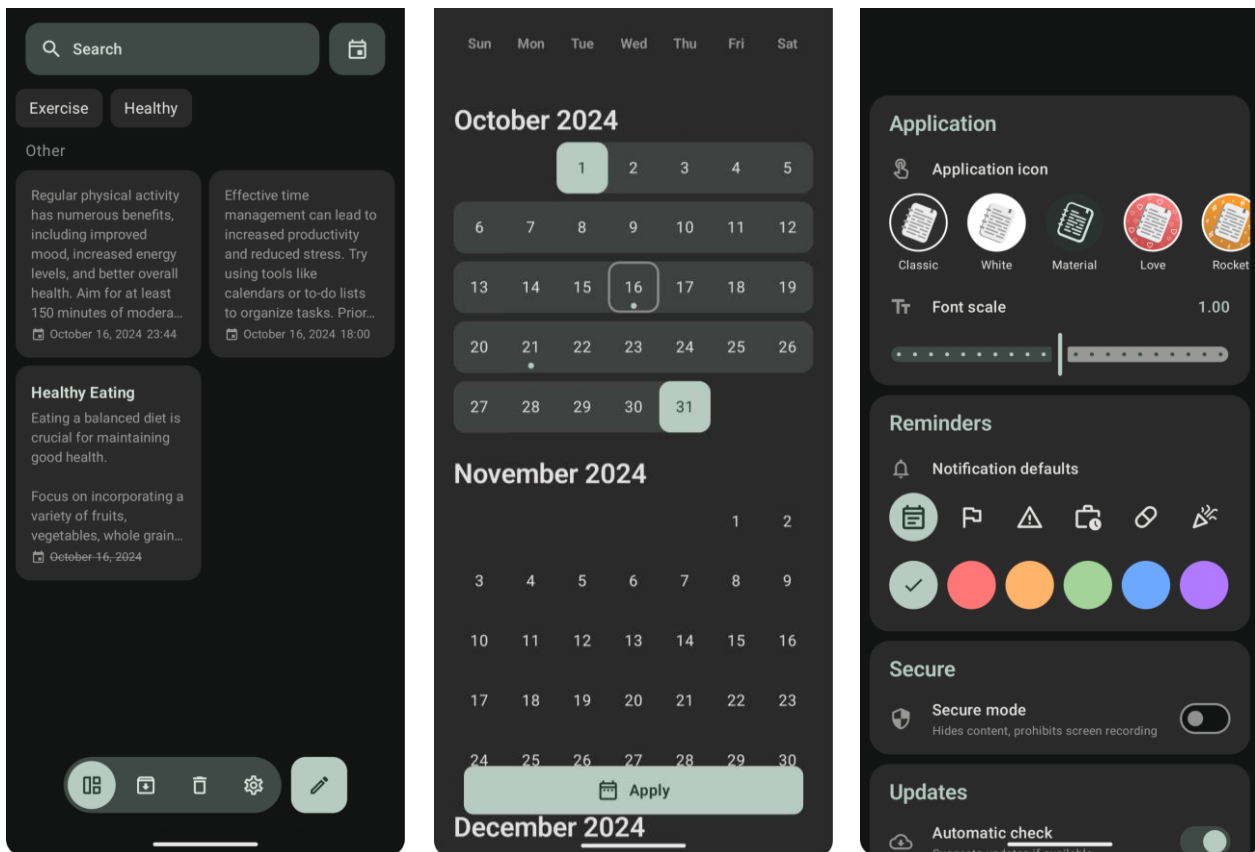 Search
Exercise
Healthy
Other
Regular physical activity
has numerous benefits,
including improved
mood, increased energy
levels, and better overall
health. Aim for at least
150 minutes of modera...
October 16, 2024 23:44
Effective time
management can lead to
increased productivity
and reduced stress. Try
using tools like
calendars or to-do lists
to organize tasks. Prior...
October 16, 2024 18:00
Healthy Eating
Eating a balanced diet is
crucial for maintaining
good health.
Focus on incorporating a
variety of fruits,
vegetables, whole grain...
October 16, 2024
Sun Mon Tue Wed Thu Fri Sat
October 2024
1 2 3 4 5
6 7 8 9 10 11 12
13 14 15 16 17 18 19
20 21 22 23 24 25 26
27 28 29 30 31
November 2024
1 2
3 4 5 6 7 8 9
10 11 12 13 14 15 16
17 18 19 20 21 22 23
24 25 26 27 28 29 30
Apply
December 2024
Application
Application icon
Classic White Material Love Rocket
Font scale 1.00
Reminders
Notification defaults
Secure
Secure mode
Hides content, prohibits screen recording
Updates
Automatic check